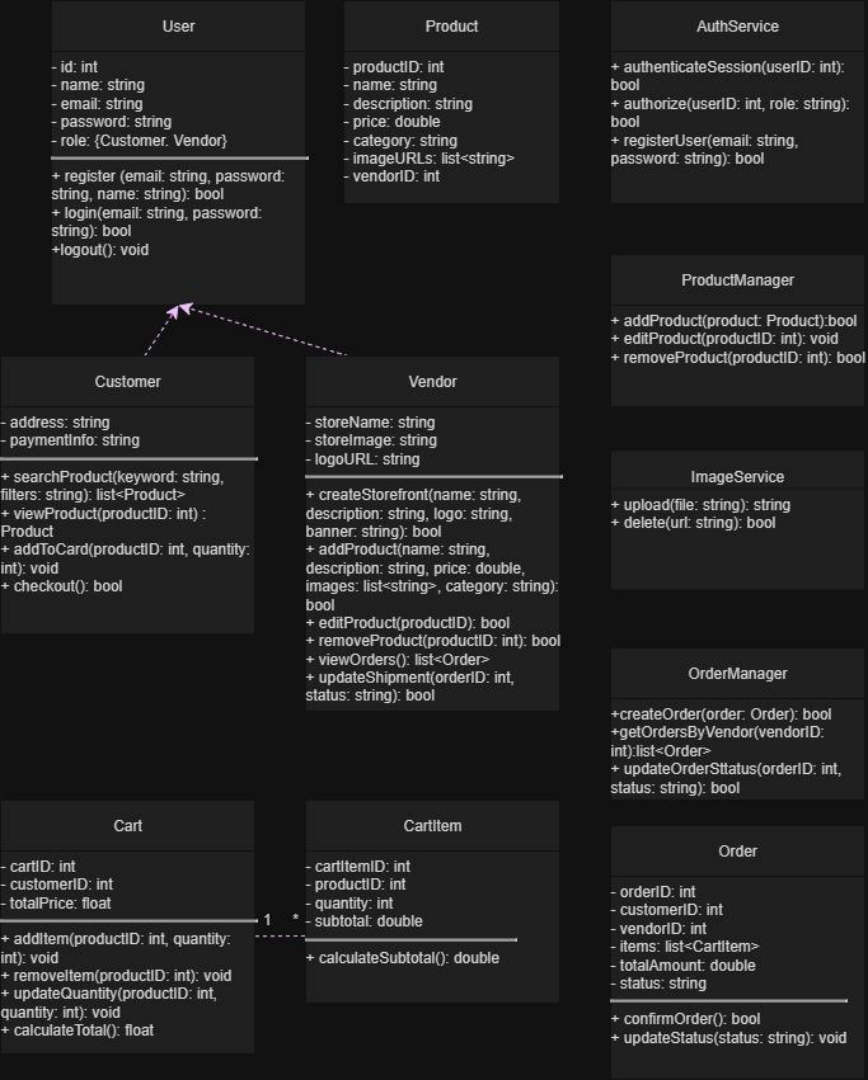 User
- id: int
- name: string
- email: string
- password: string
- role: {Customer. Vendor}
+ register (email: string, password:
string, name: string): bool
+ login(email: string, password:
string): bool
+logout(): void
Product
- productID: int
- name: string
- description: string
- price: double
- category: string
- imageURLs: list<string>
- vendorID: int
AuthService
+ authenticateSession(userID: int):
bool
+ authorize(userID: int, role: string):
bool
+ registerUser(email: string,
password: string): bool
ProductManager
+ addProduct(product: Product):bool
+ editProduct(productID: int): void
+ removeProduct(productID: int): bool
Customer
- address: string
- paymentInfo: string
+ searchProduct(keyword: string,
filters: string): list<Product>
+ viewProduct(productID: int) :
Product
+ addToCard(productID: int, quantity:
int): void
+ checkout(): bool
Vendor
- storeName: string
- storeImage: string
- logoURL: string
+ createStorefront(name: string,
description: string, logo: string,
banner: string): bool
+ addProduct(name: string,
description: string, price: double,
images: list<string>, category: string):
bool
+ editProduct(productID): bool
+ removeProduct(productID: int): bool
+ viewOrders(): list<Order>
+ updateShipment(orderID: int,
status: string): bool
ImageService
+ upload(file: string): string
+ delete(url: string): bool
OrderManager
+createOrder(order: Order): bool
+getOrdersByVendor(vendorID:
int):list<Order>
+ updateOrderSttatus(orderID: int,
status: string): bool
Cart
- cartID: int
- customerID: int
- totalPrice: float
+ addItem(productID: int, quantity:
int): void
+ removeItem(productID: int): void
+ updateQuantity(productID: int,
quantity: int): void
+ calculateTotal(): float
1 *
CartItem
- cartItemID: int
- productID: int
- quantity: int
- subtotal: double
+ calculateSubtotal(): double
Order
- orderID: int
- customerID: int
- vendorID: int
- items: list<CartItem>
- totalAmount: double
- status: string
+ confirmOrder(): bool
+ updateStatus(status: string): void